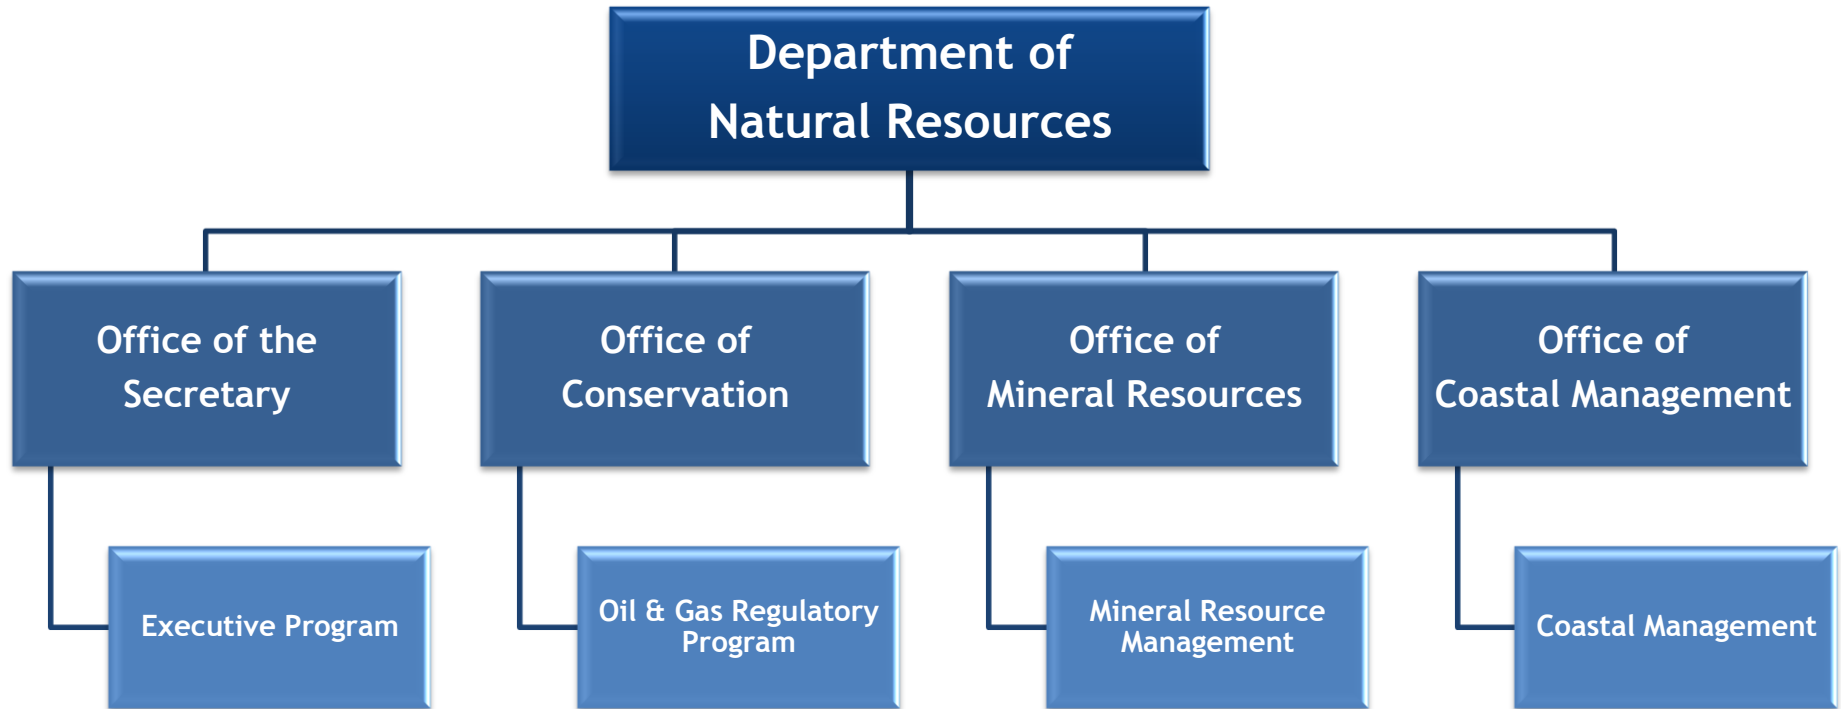 Department of
Natural Resources
Office of the
Secretary
Office of
Conservation
Office of
Mineral Resources
Office of
Coastal Management
Executive Program
Oil & Gas Regulatory
Program
Mineral Resource
Management
Coastal Management